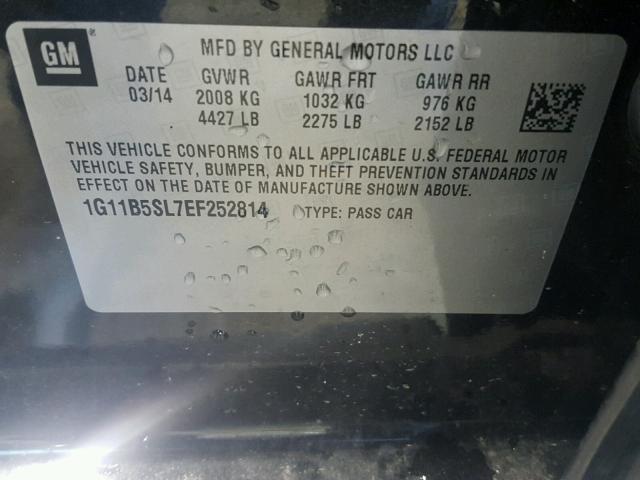 GM
MFD BY GENERAL MOTORS LLC
DATE GVWR GAWR FRT GAWR RR
03/14 2008 KG 1032 KG 976 KG
4427 LB 2275 LB 2152 LB
THIS VEHICLE CONFORMS TO ALL APPLICABLE U.S. FEDERAL MOTOR
VEHICLE SAFETY, BUMPER, AND THEFT PREVENTION STANDARDS IN
EFFECT ON THE DATE OF MANUFACTURE SHOWN ABOVE.
1G11B5SL7EF252814 TYPE: PASS CAR